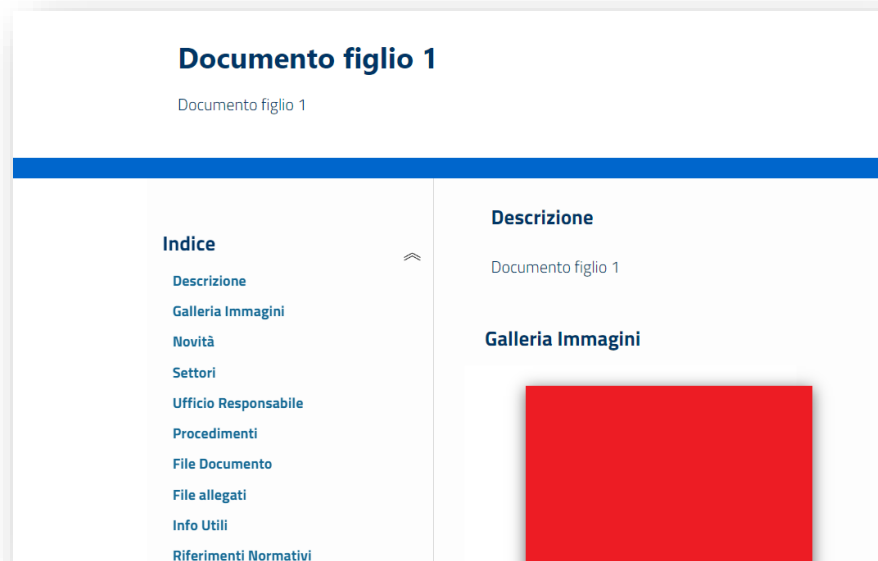 Documento figlio 1
Documento figlio 1
Indice
Descrizione
Galleria Immagini
Novità
Settori
Ufficio Responsabile
Procedimenti
File Documento
File allegati
Info Utili
Riferimenti Normativi
Descrizione
Documento figlio 1
Galleria Immagini